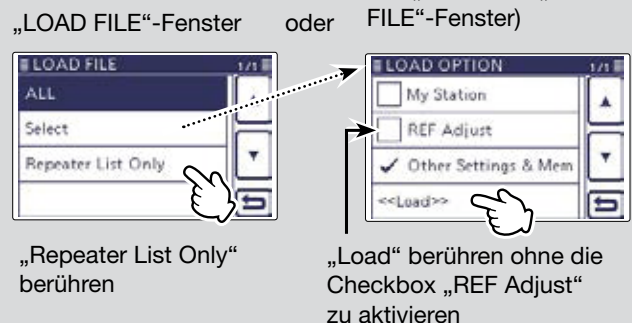 „LOAD FILE“-Fenster
oder
FILE“-Fenster)
LOAD FILE 1/1
ALL
Select
Repeater List Only
LOAD OPTION 1/1
My Station
REF Adjust
✓ Other Settings & Mem
<<Load>>
„Repeater List Only“
berühren
„Load“ berühren ohne die
Checkbox „REF Adjust“
zu aktivieren